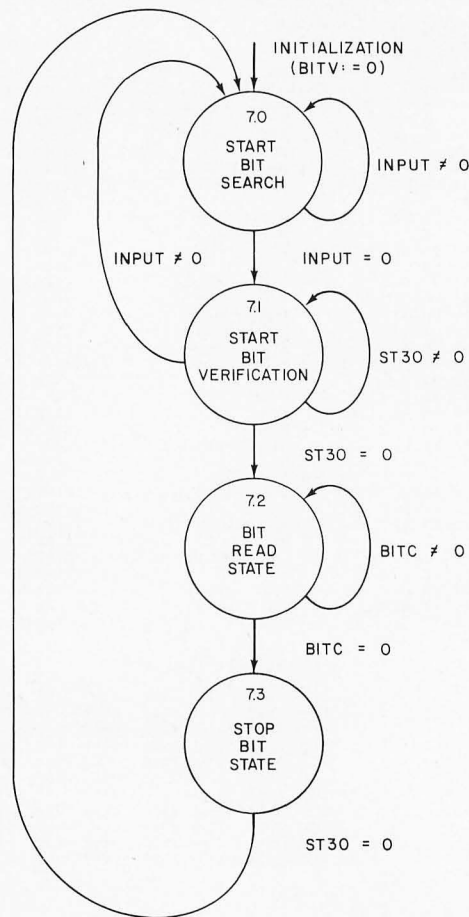 INITIALIZATION
(BITV: = 0)
7.0
START
BIT
SEARCH
INPUT ≠ 0
INPUT ≠ 0
INPUT = 0
7.1
START
BIT
VERIFICATION
ST30 ≠ 0
ST30 = 0
7.2
BIT
READ
STATE
BITC ≠ 0
BITC = 0
7.3
STOP
BIT
STATE
ST30 = 0